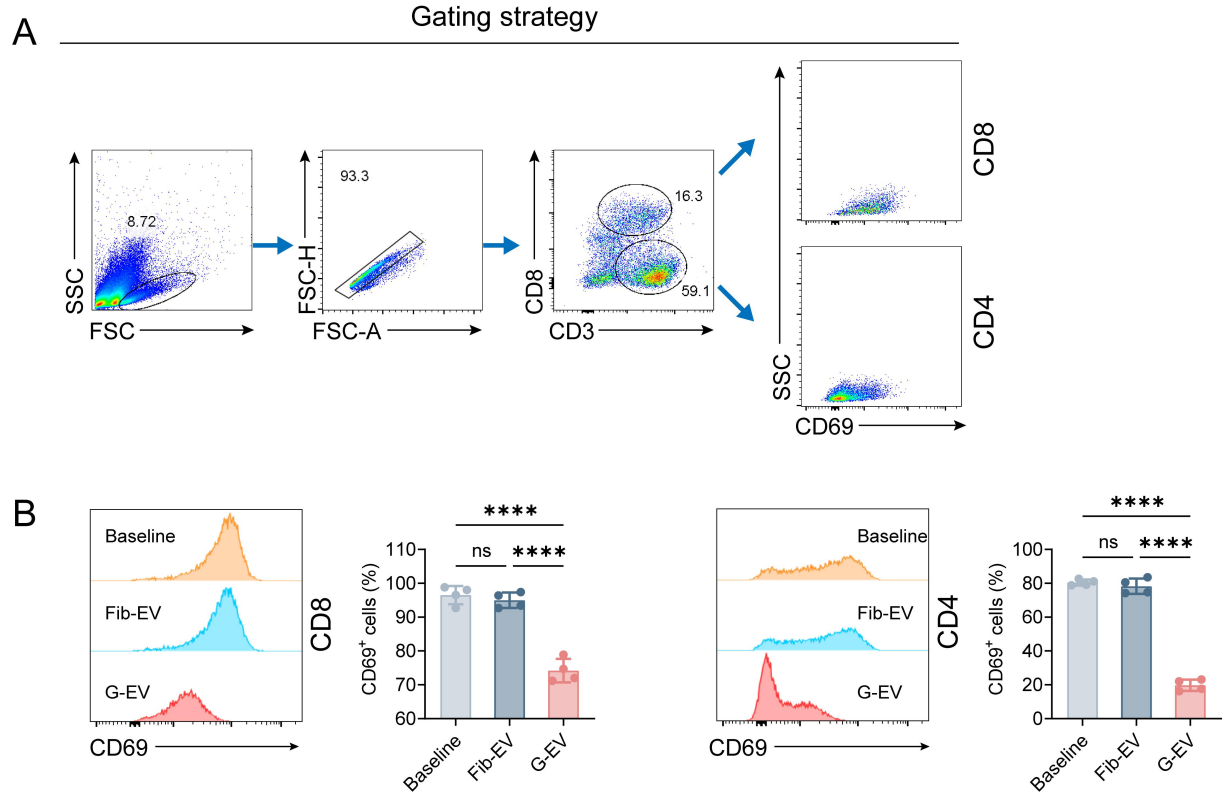 Gating strategy
A
8.72
SSC
FSC
93.3
FSC-H
FSC-A
16.3
59.1
CD8
CD3
CD8
CD4
SSC
CD69
B
Baseline
Fib-EV
G-EV
CD69
CD8
****
ns ****
110
100
90
80
70
60
CD69+ cells (%)
Baseline
Fib-EV
G-EV
Baseline
Fib-EV
G-EV
CD69
CD4
****
ns ****
100
80
60
40
20
0
CD69+ cells (%)
Baseline
Fib-EV
G-EV